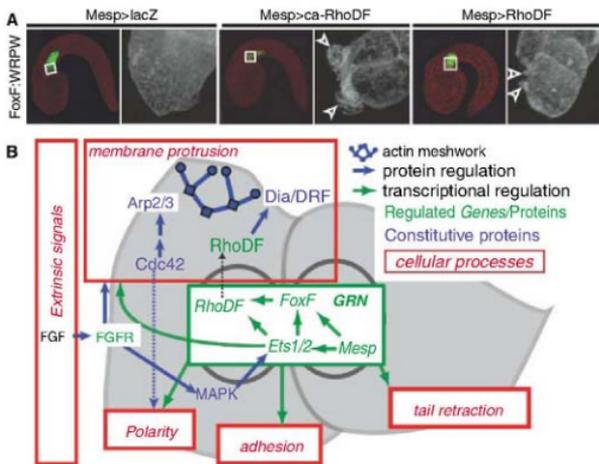 A
Mesp>lacZ
Mesp>ca-RhoDF
Mesp>RhoDF
FoxF:WRPW
B
Extrinsic signals
membrane protrusion
Arp2/3
Cdc42
Dia/DRF
RhoDF
actin meshwork
protein regulation
transcriptional regulation
Regulated Genes/Proteins
Constitutive proteins
cellular processes
RhoDF
FoxF
GRN
Ets1/2
Mesp
FGF
FGFR
MAPK
Polarity
adhesion
tail retraction